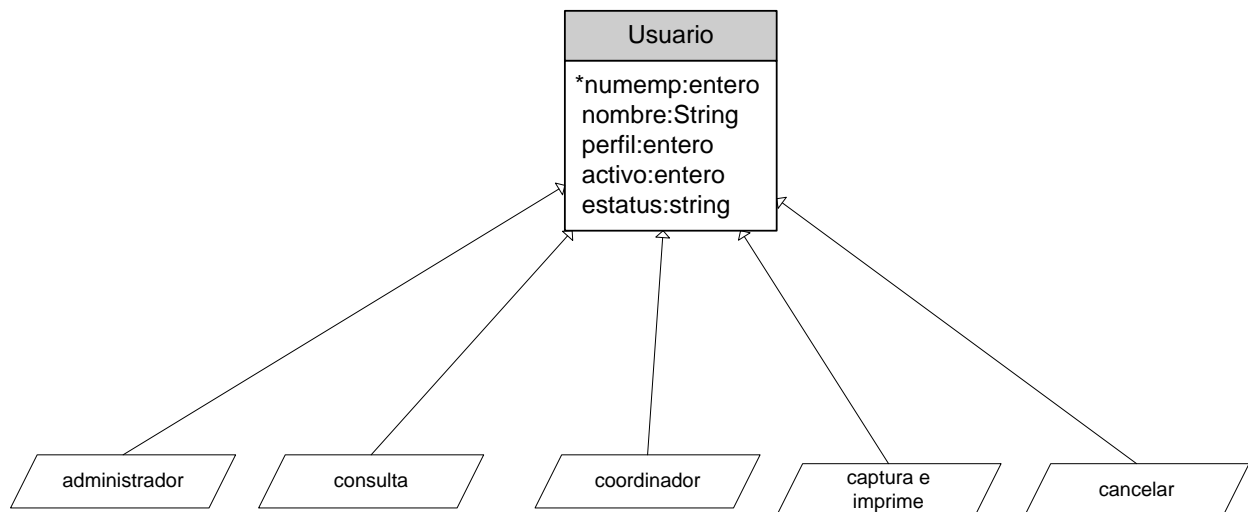 Usuario
*numemp:entero
nombre:String
perfil:entero
activo:entero
estatus:string
administrador
consulta
coordinador
captura e
imprime
cancelar